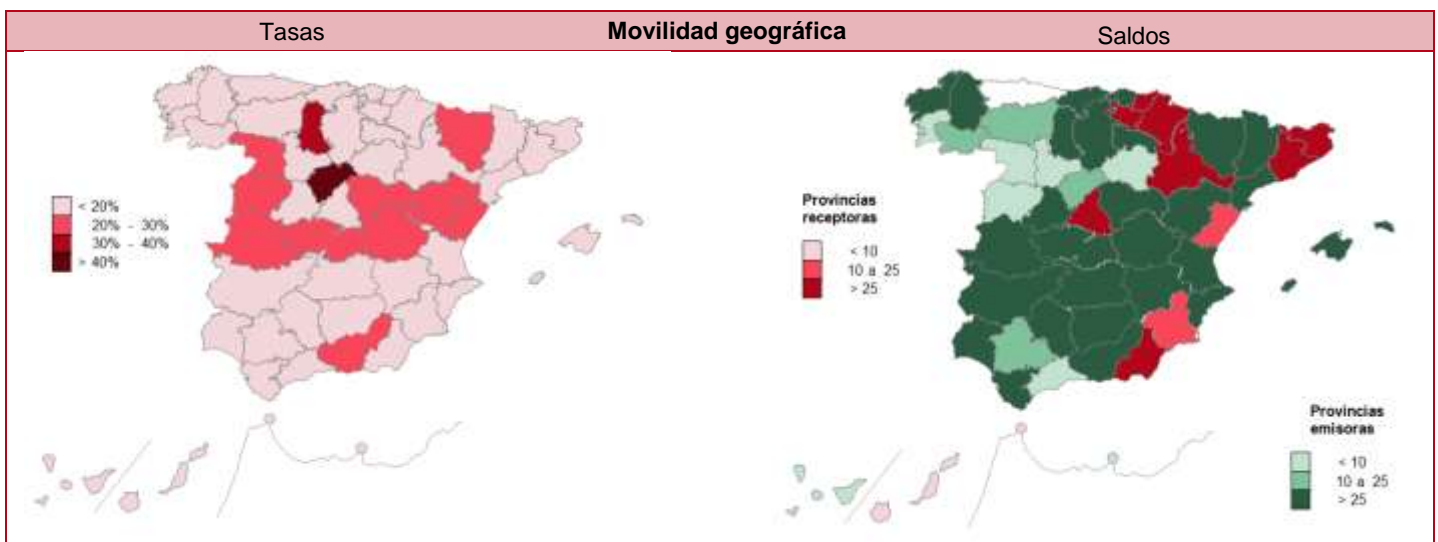 Tasas
Movilidad geográfica
Saldos
< 20%
20% - 30%
30% - 40%
> 40%
Provincias
receptoras
< 10
10 a 25
> 25
Provincias
emisoras
< 10
10 a 25
> 25